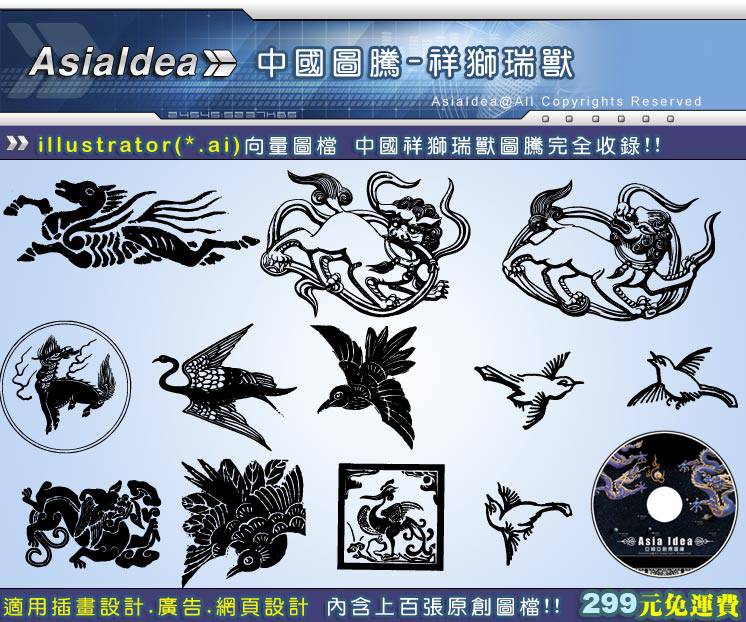 AsiaIdea 中國圖騰-祥獅瑞獸
AsiaIdea@All Copyrights Reserved
illustrator(*.ai)向量圖檔 中國祥獅瑞獸圖騰完全收錄!!
Asia Idea
適用插畫設計.廣告.網頁設計 內含上百張原創圖檔!! 299元免運費